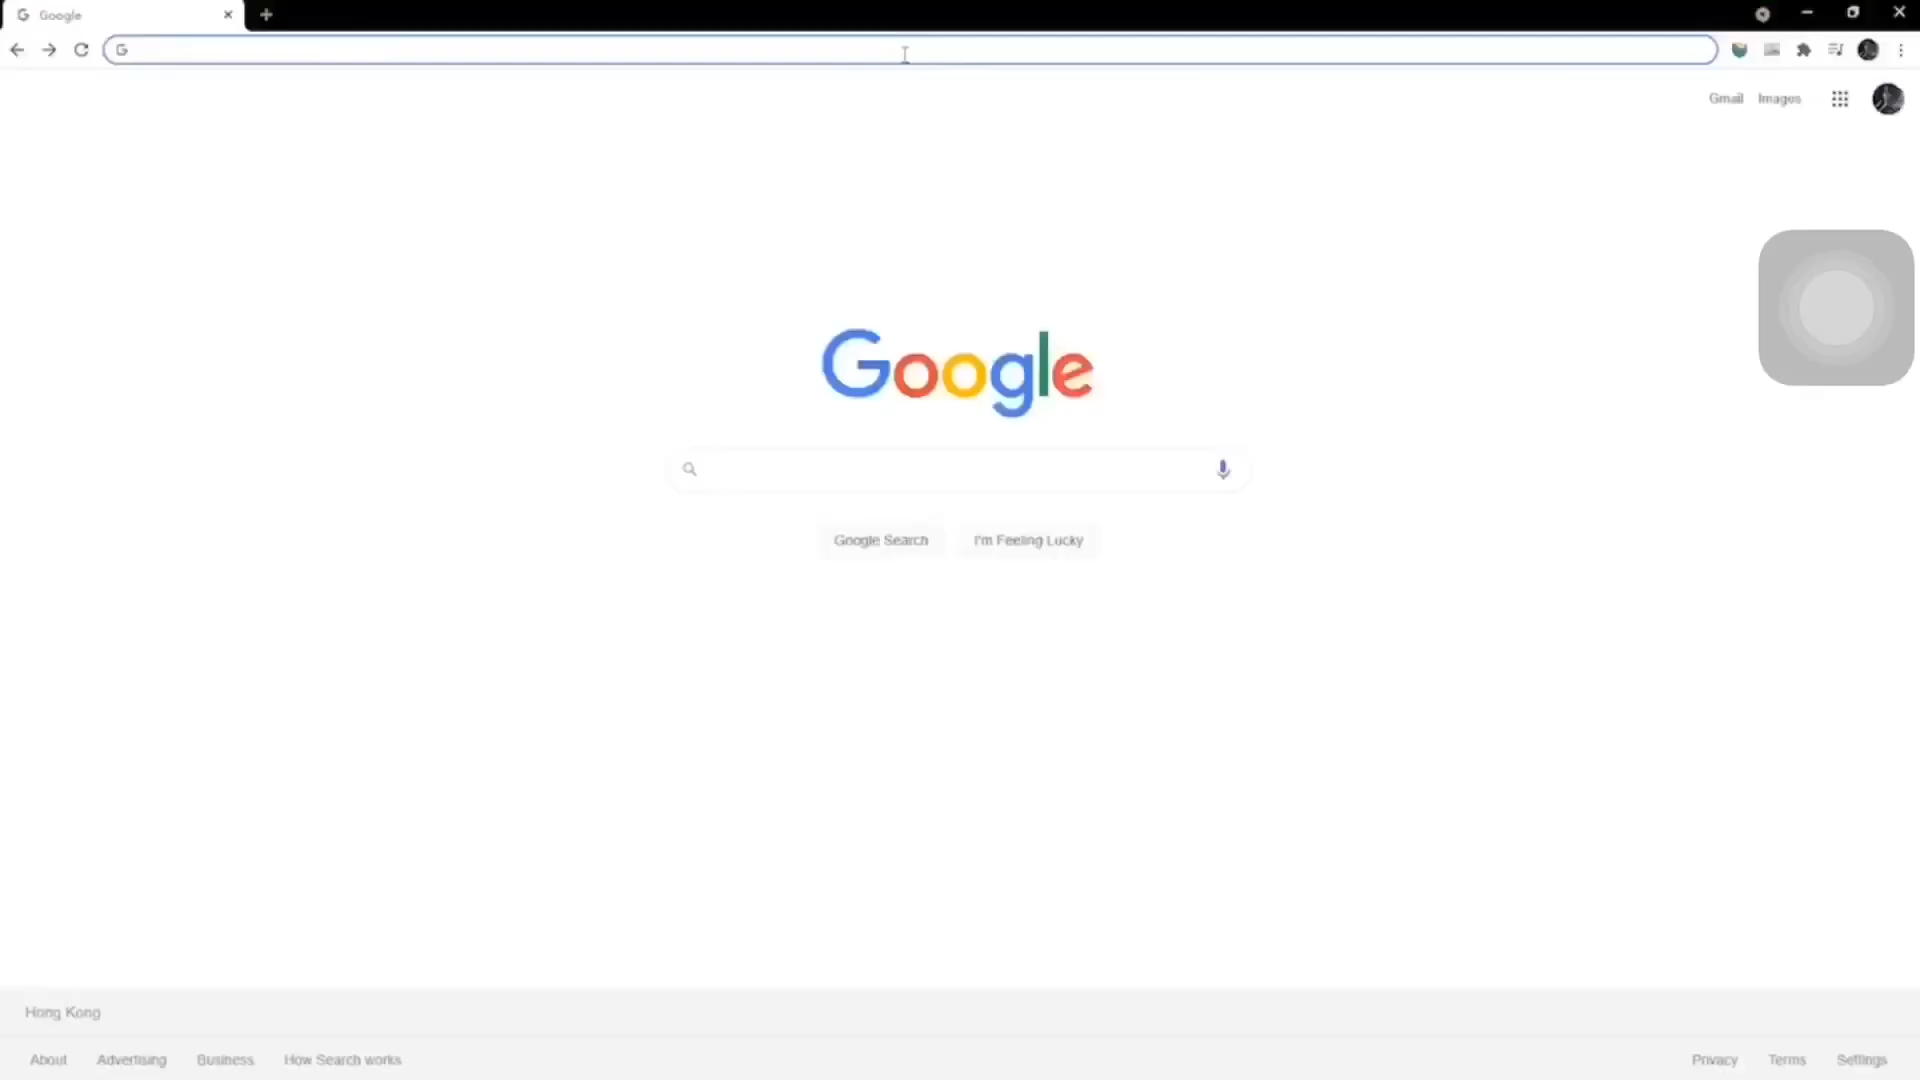 Google
Gmail Images
Google
Google Search I'm Feeling Lucky
Hong Kong
About Advertising Business How Search works Privacy Terms Settings